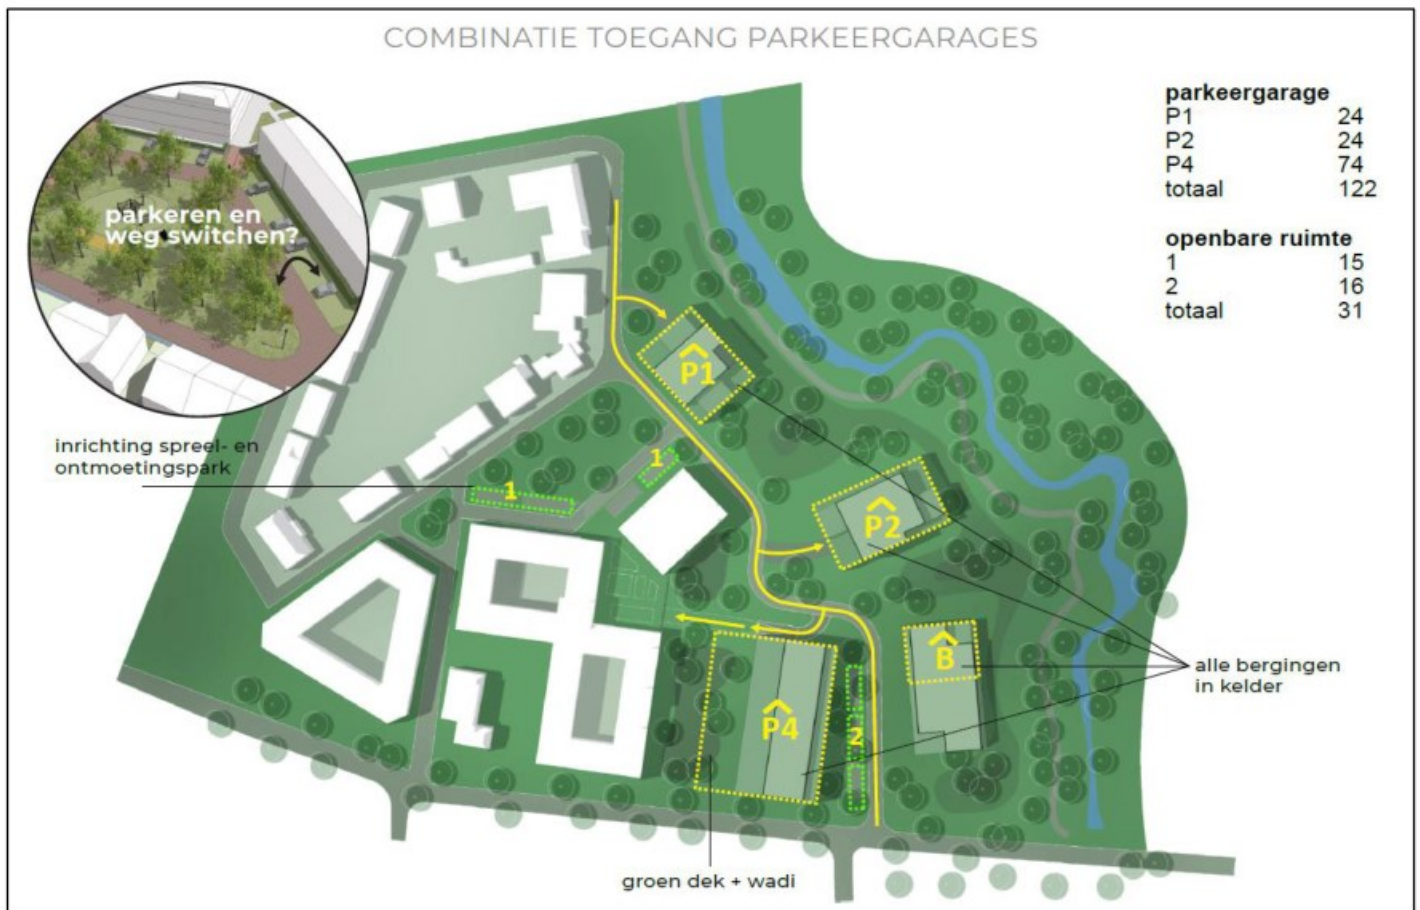 COMBINATIE TOEGANG PARKEERGARAGES
parkeergarage
P1 24
P2 24
P4 74
totaal 122
openbare ruimte
1 15
2 16
totaal 31
parkeren en
weg switchen?
inrichting spreel- en
ontmoetingspark
1
1
P1
P2
B
P4
2
alle bergingen
in kelder
groen dek + wadi